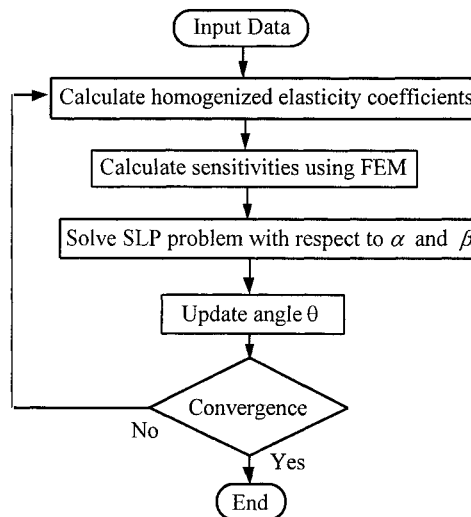 Input Data
Calculate homogenized elasticity coefficients
Calculate sensitivities using FEM
Solve SLP problem with respect to α and β
Update angle θ
Convergence
No
Yes
End